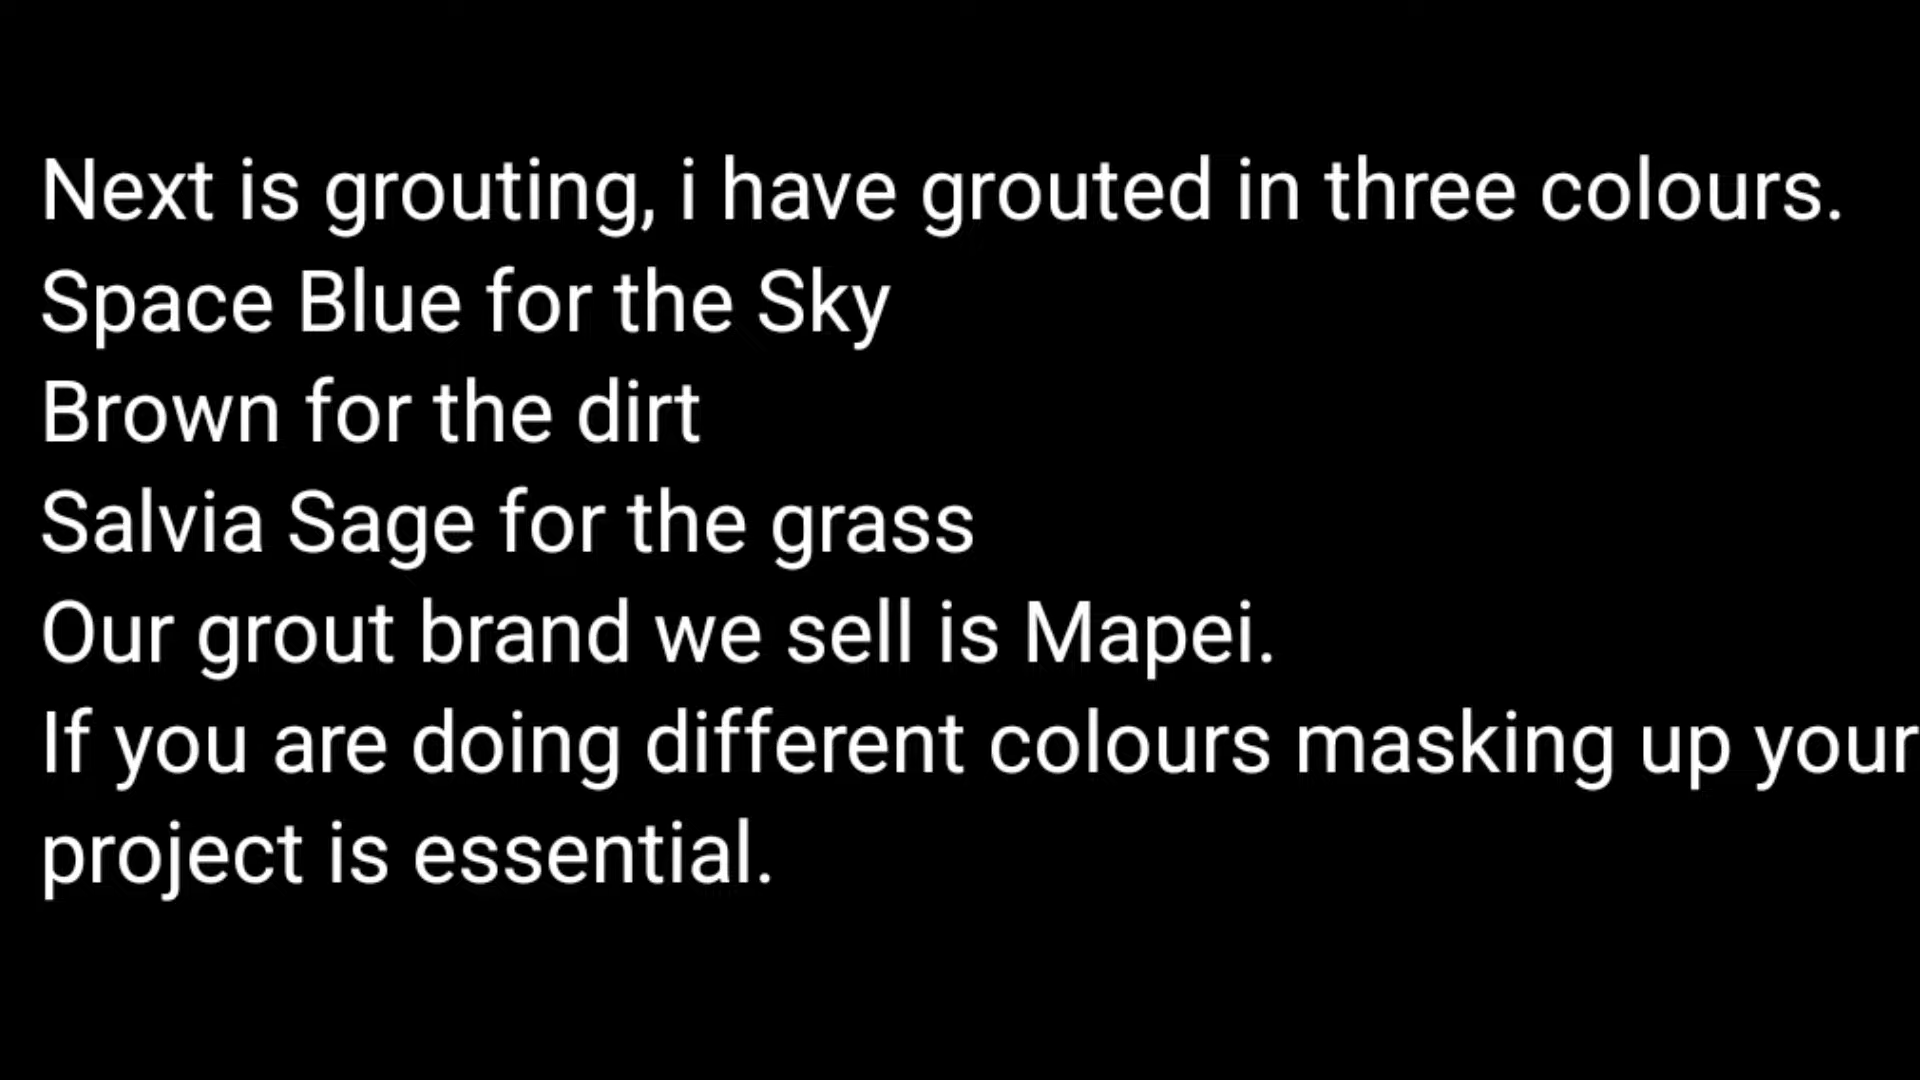 Next is grouting, i have grouted in three colours.
Space Blue for the Sky
Brown for the dirt
Salvia Sage for the grass
Our grout brand we sell is Mapei.
If you are doing different colours masking up your
project is essential.